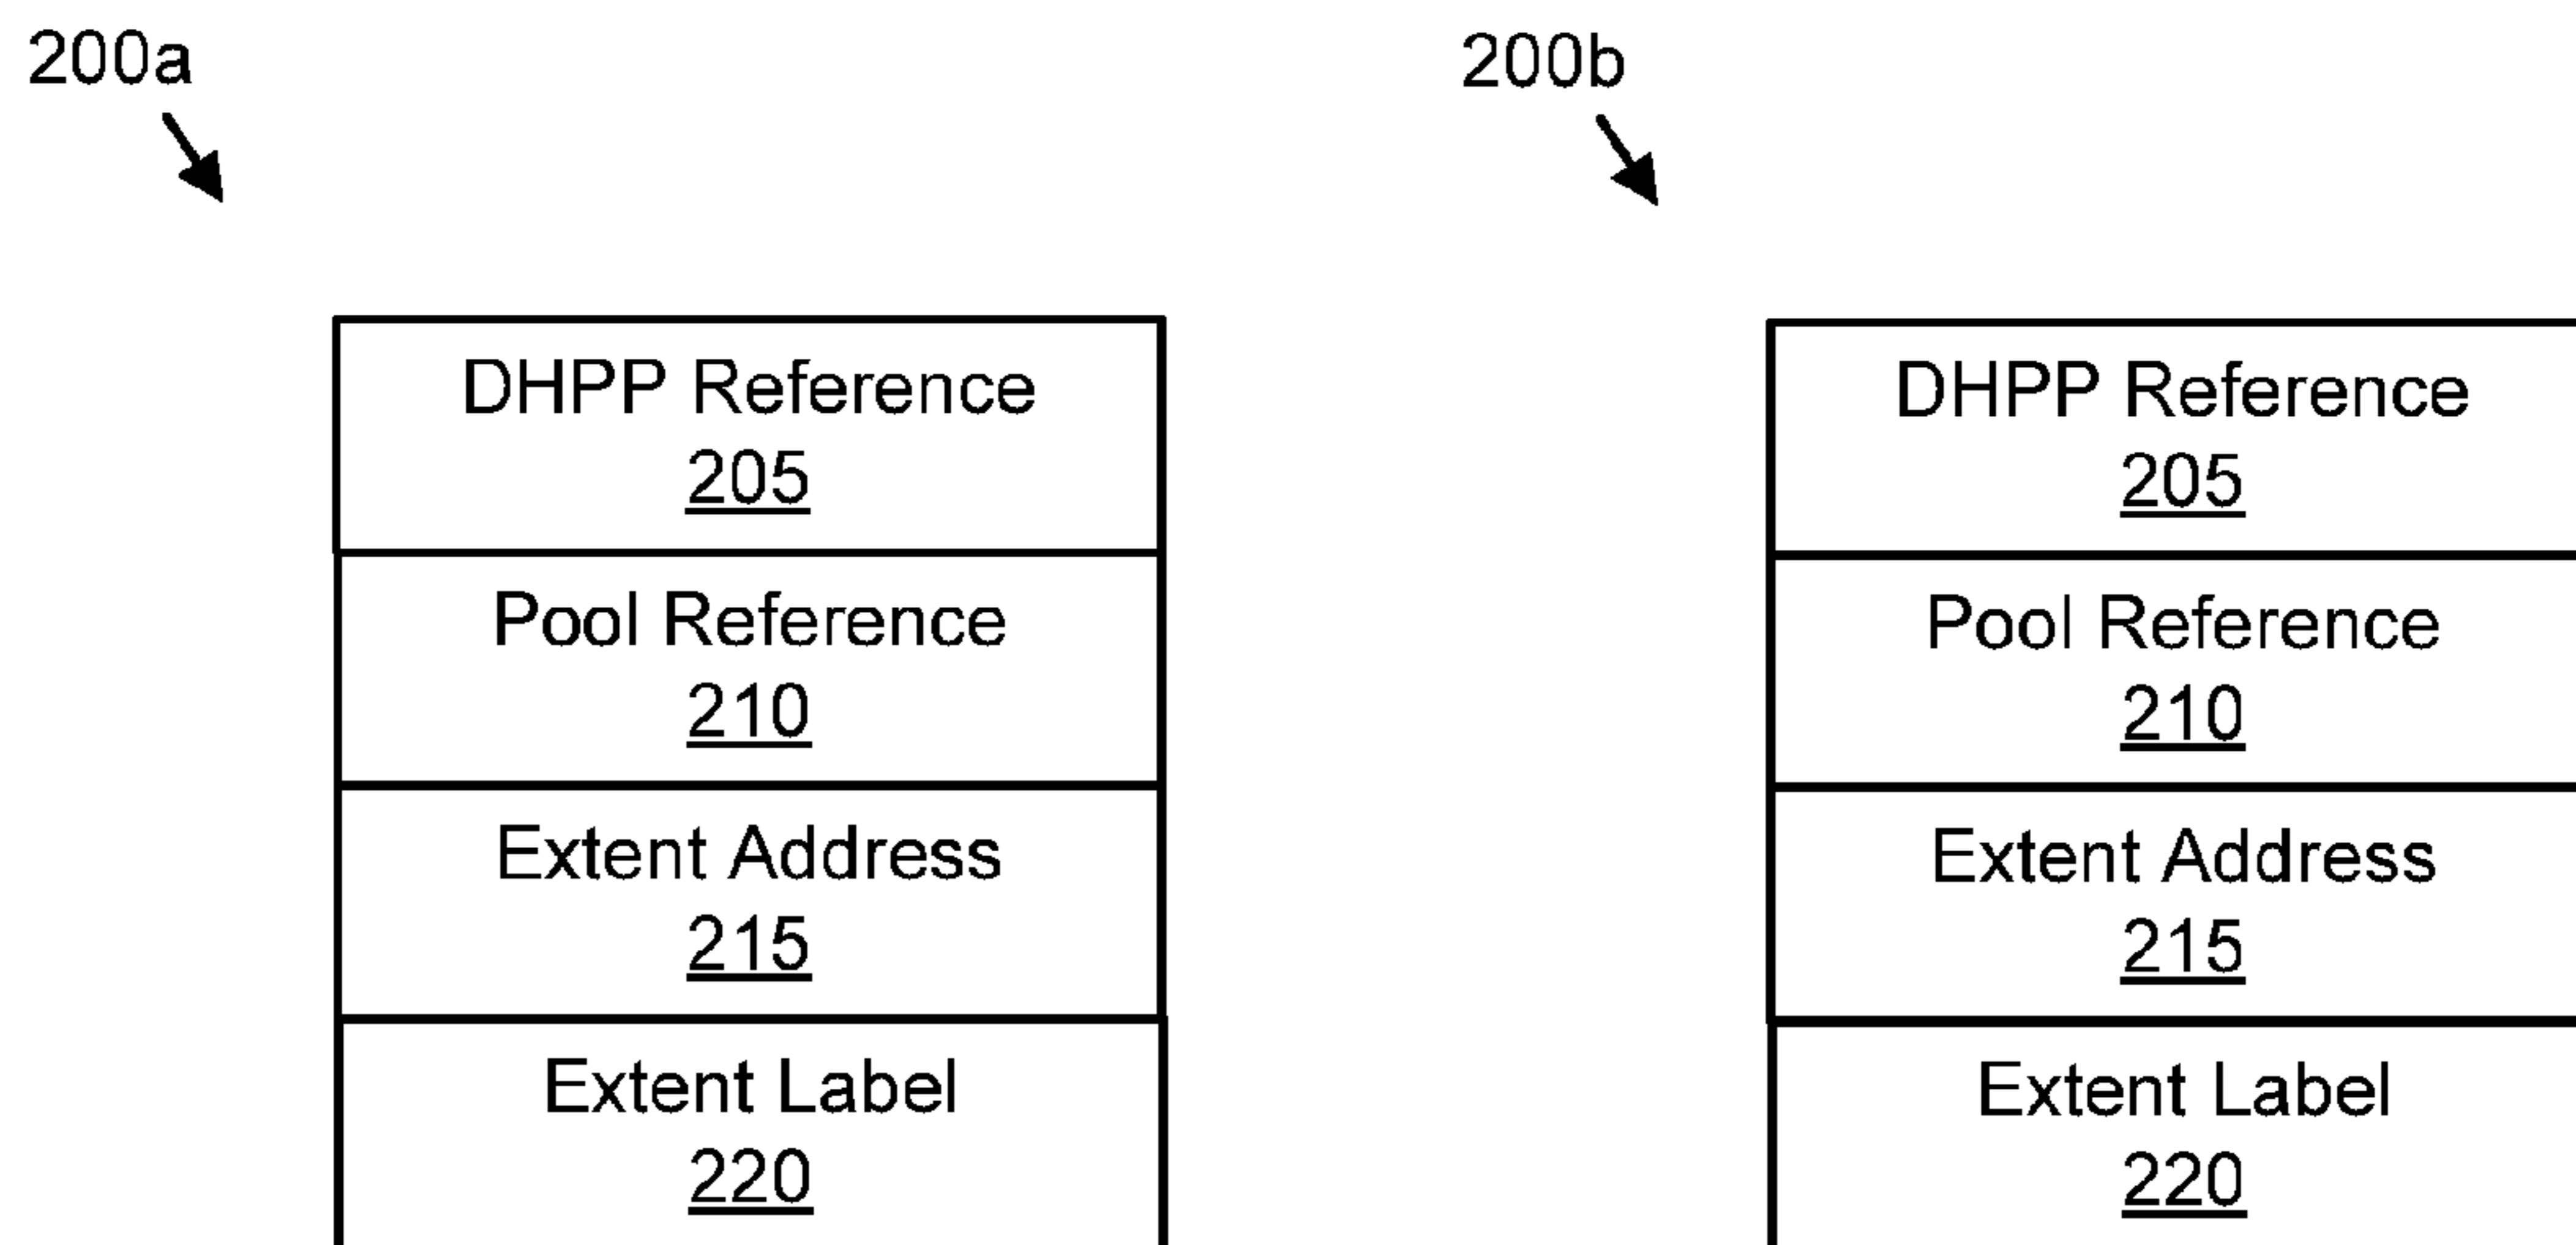 200a
DHPP Reference
205
Pool Reference
210
Extent Address
215
Extent Label
220
200b
DHPP Reference
205
Pool Reference
210
Extent Address
215
Extent Label
220